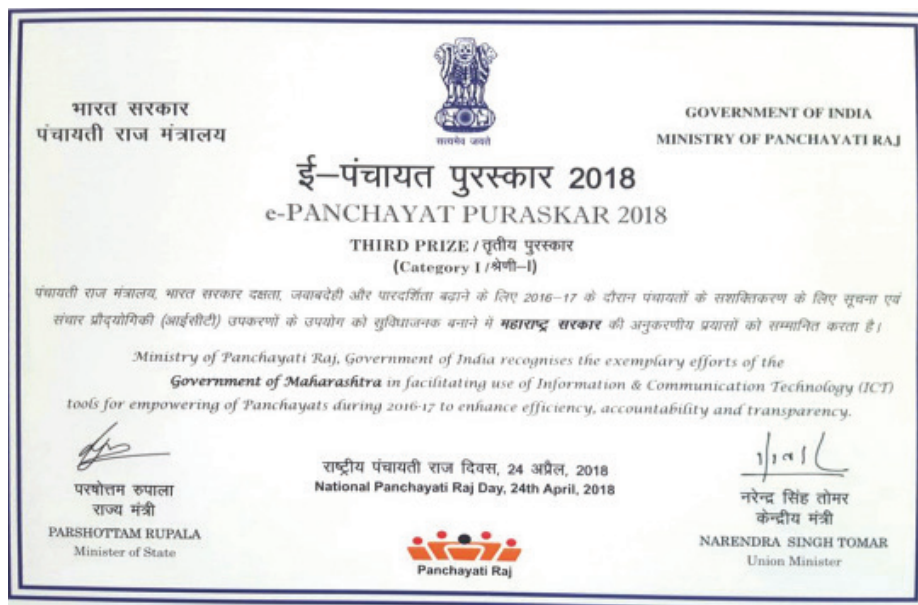 भारत सरकार
पंचायती राज मंत्रालय
सत्यमेव जयते
GOVERNMENT OF INDIA
MINISTRY OF PANCHAYATI RAJ
ई–पंचायत पुरस्कार 2018
e-PANCHAYAT PURASKAR 2018
THIRD PRIZE / तृतीय पुरस्कार
(Category I /श्रेणी–I)
पंचायती राज मंत्रालय, भारत सरकार दक्षता, जवाबदेही और पारदर्शिता बढ़ाने के लिए 2016–17 के दौरान पंचायतों के सशक्तिकरण के लिए सूचना एवं
संचार प्रौद्योगिकी (आईसीटी) उपकरणों के उपयोग को सुविधाजनक बनाने में महाराष्ट्र सरकार की अनुकरणीय प्रयासों को सम्मानित करता है।
Ministry of Panchayati Raj, Government of India recognises the exemplary efforts of the
Government of Maharashtra in facilitating use of Information & Communication Technology (ICT)
tools for empowering of Panchayats during 2016-17 to enhance efficiency, accountability and transparency.
परषोत्तम रुपाला
राज्य मंत्री
PARSHOTTAM RUPALA
Minister of State
राष्ट्रीय पंचायती राज दिवस, 24 अप्रैल, 2018
National Panchayati Raj Day, 24th April, 2018
Panchayati Raj
नरेन्द्र सिंह तोमर
केन्द्रीय मंत्री
NARENDRA SINGH TOMAR
Union Minister